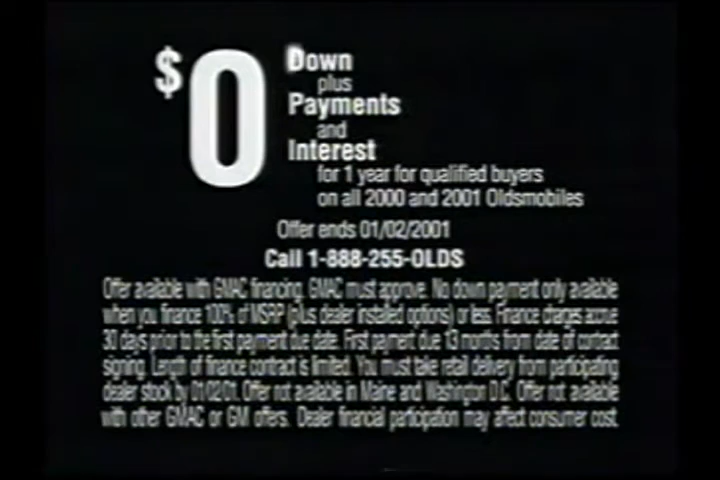 $0 Down
plus
Payments
and
Interest
for 1 year for qualified buyers
on all 2000 and 2001 Oldsmobiles
Offer ends 01/02/2001
Call 1-888-255-OLDS
Offer available with GMAC financing. GMAC must approve. No down payment only available
when you finance 100% of MSRP (plus dealer installed options) or less. Finance charges accrue
30 days prior to the first payment due date. First payment due 13 months from date of contract
signing. Length of finance contract is limited. You must take retail delivery from participating
dealer stock by 01/02/01. Offer not available in Maine and Washington D.C. Offer not available
with other GMAC or GM offers. Dealer financial participation may affect consumer cost.